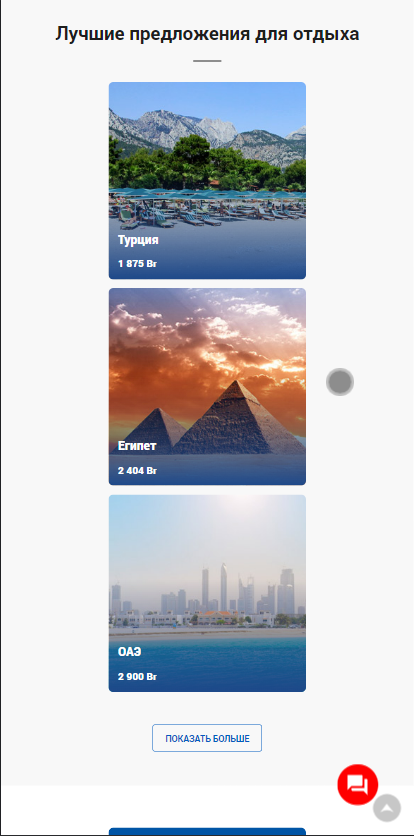 Лучшие предложения для отдыха
Турция
1 875 Br
Египет
2 404 Br
ОАЭ
2 900 Br
ПОКАЗАТЬ БОЛЬШЕ